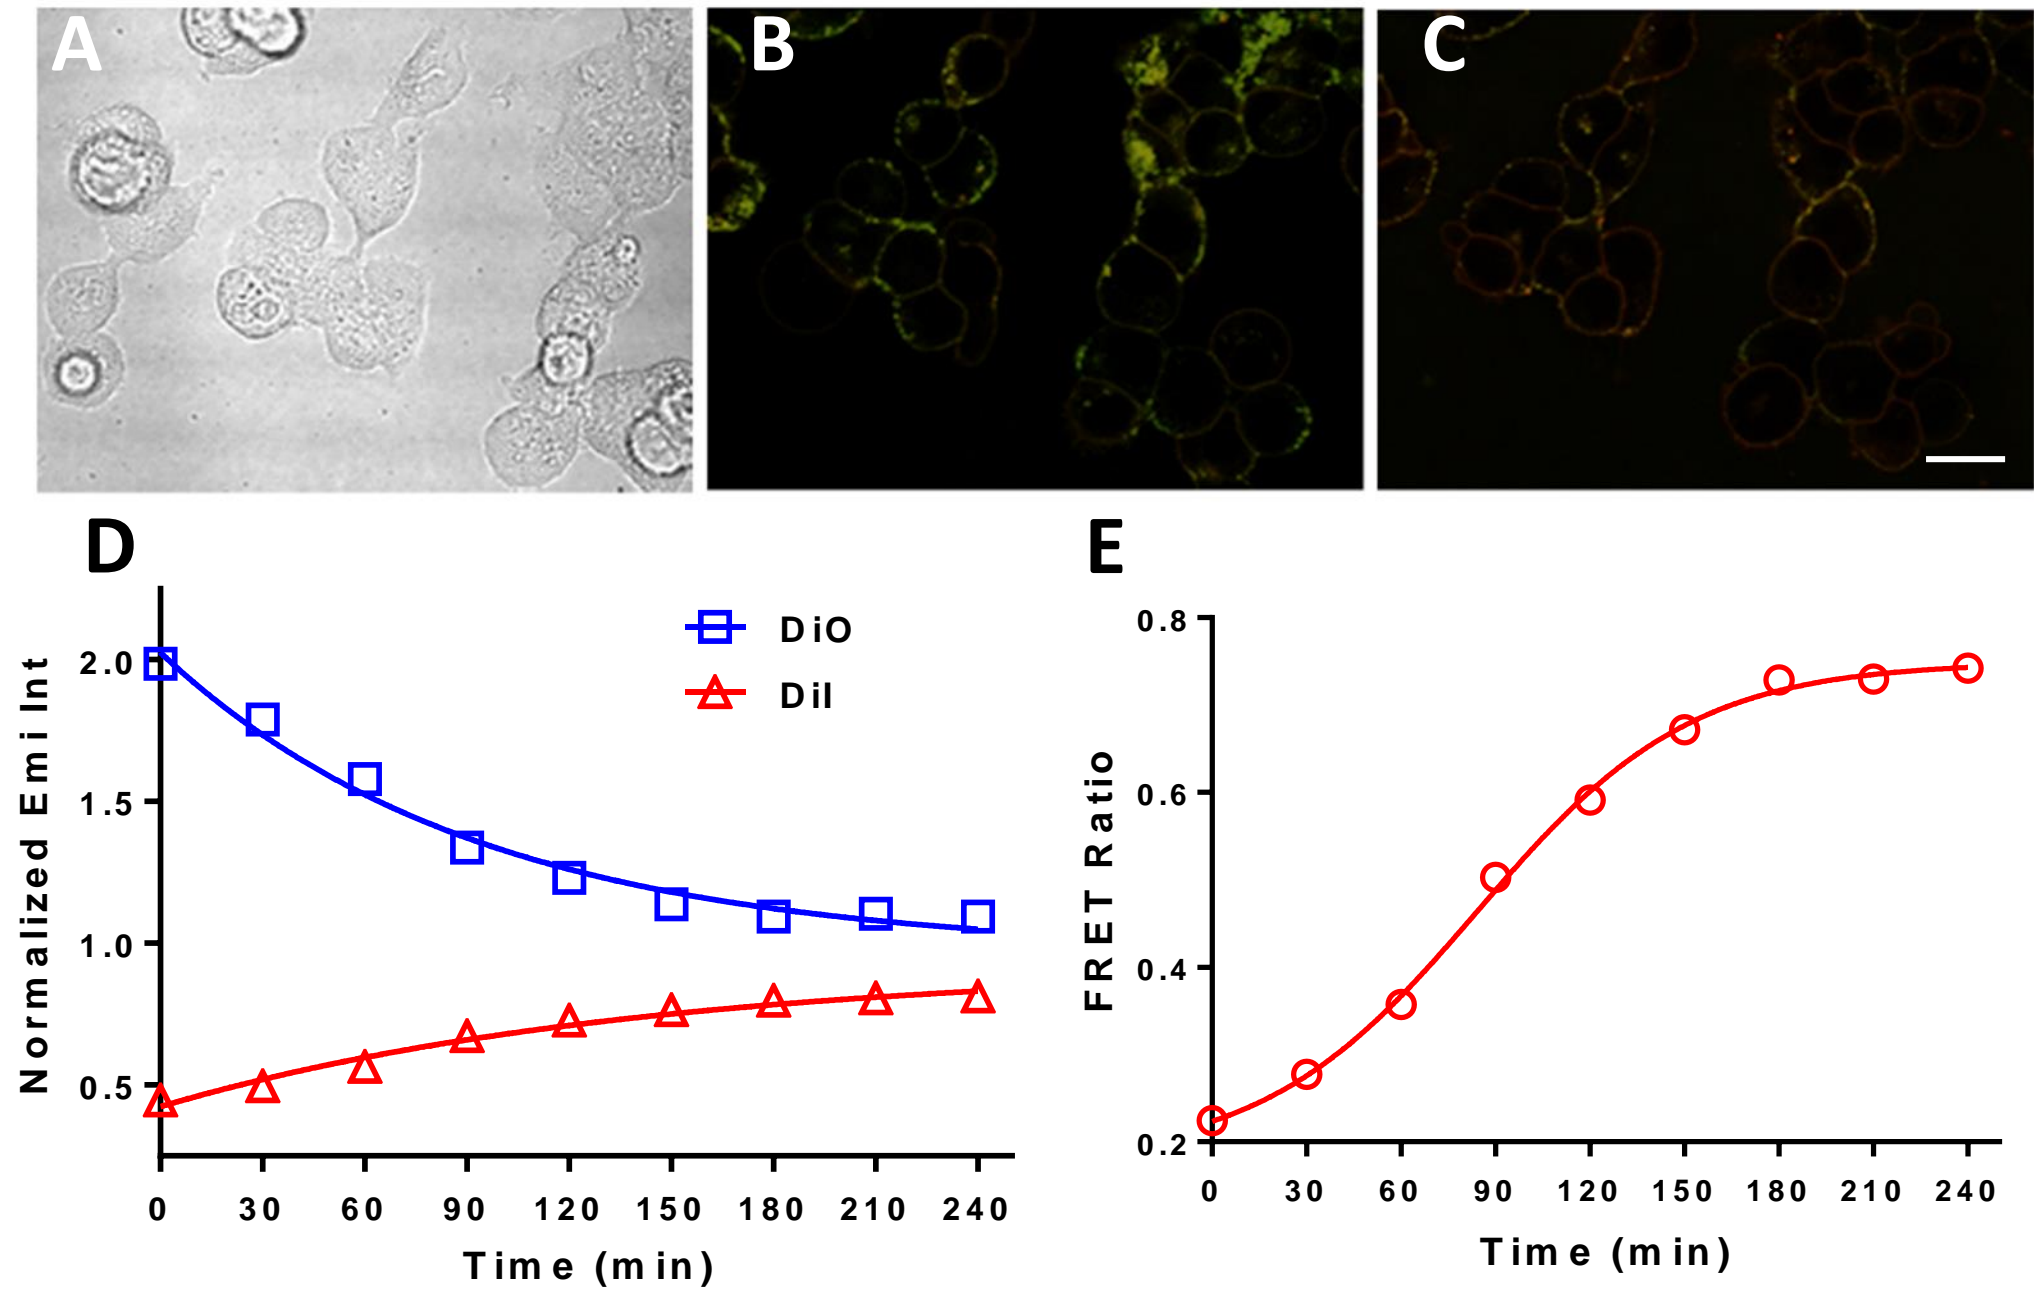 A
B
C
D
E
Normalized Emi Int
2.0
1.5
1.0
0.5
DiO
DiI
0 30 60 90 120 150 180 210 240
Time (min)
FRET Ratio
0.8
0.6
0.4
0.2
0 30 60 90 120 150 180 210 240
Time (min)